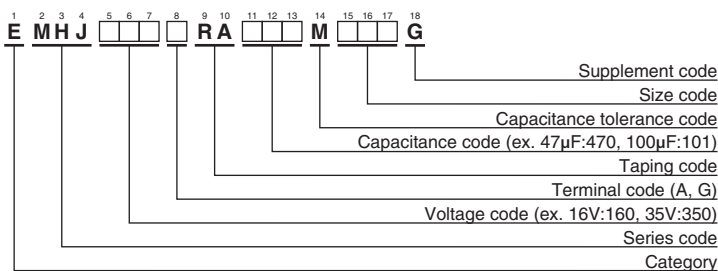 1 2 3 4 5 6 7 8 9 10 11 12 13 14 15 16 17 18
E MHJ □□□ □ RA □□□ M □□□ G
Supplement code
Size code
Capacitance tolerance code
Capacitance code (ex. 47µF:470, 100µF:101)
Taping code
Terminal code (A, G)
Voltage code (ex. 16V:160, 35V:350)
Series code
Category